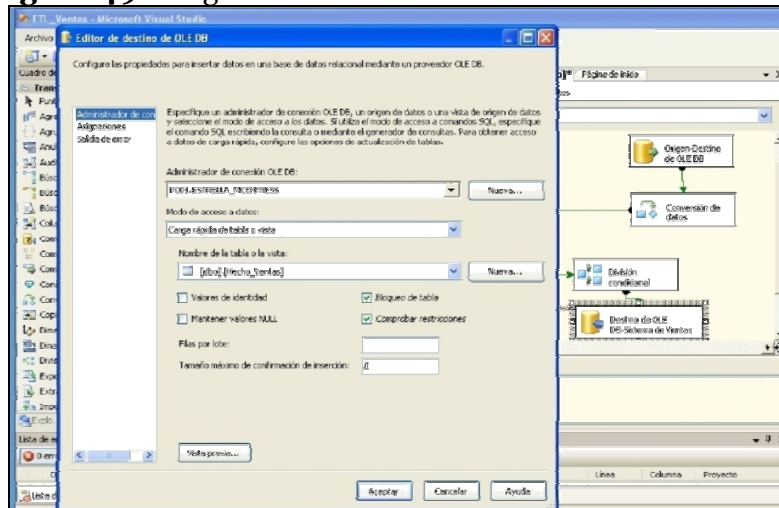 ETL_Ventas - Microsoft Visual Studio
Archivo
Editor de destino de OLE DB
Configure las propiedades para insertar datos en una base de datos relacional mediante un proveedor OLE DB.
Cuadro de
Administrador de con
Asignaciones
Salida de error
Especifique un administrador de conexión OLE DB, un origen de datos o una vista de origen de datos
y seleccione el modo de acceso a los datos. Si utiliza el modo de acceso a comandos SQL, especifique
el comando SQL escribiendo la consulta o mediante el generador de consultas. Para obtener acceso
a datos de carga rápida, configure las opciones de actualización de tablas.
Administrador de conexión OLE DB:
Nueva...
Modo de acceso a datos:
Carga rápida de tabla o vista
Nombre de la tabla o la vista:
[dbo].[Hecho_Ventas]
Nueva...
Valores de identidad
Bloqueo de tabla
Mantener valores NULL
Comprobar restricciones
Filas por lote:
Tamaño máximo de confirmación de inserción:
0
Vista previa...
Aceptar
Cancelar
Ayuda
Página de inicio
Origen-Destino
de OLE DB
Conversión de
datos
División
condicional
Destino de OLE
DB-Sistema de Ventas
Lista de e
0 err
Línea
Columna
Proyecto